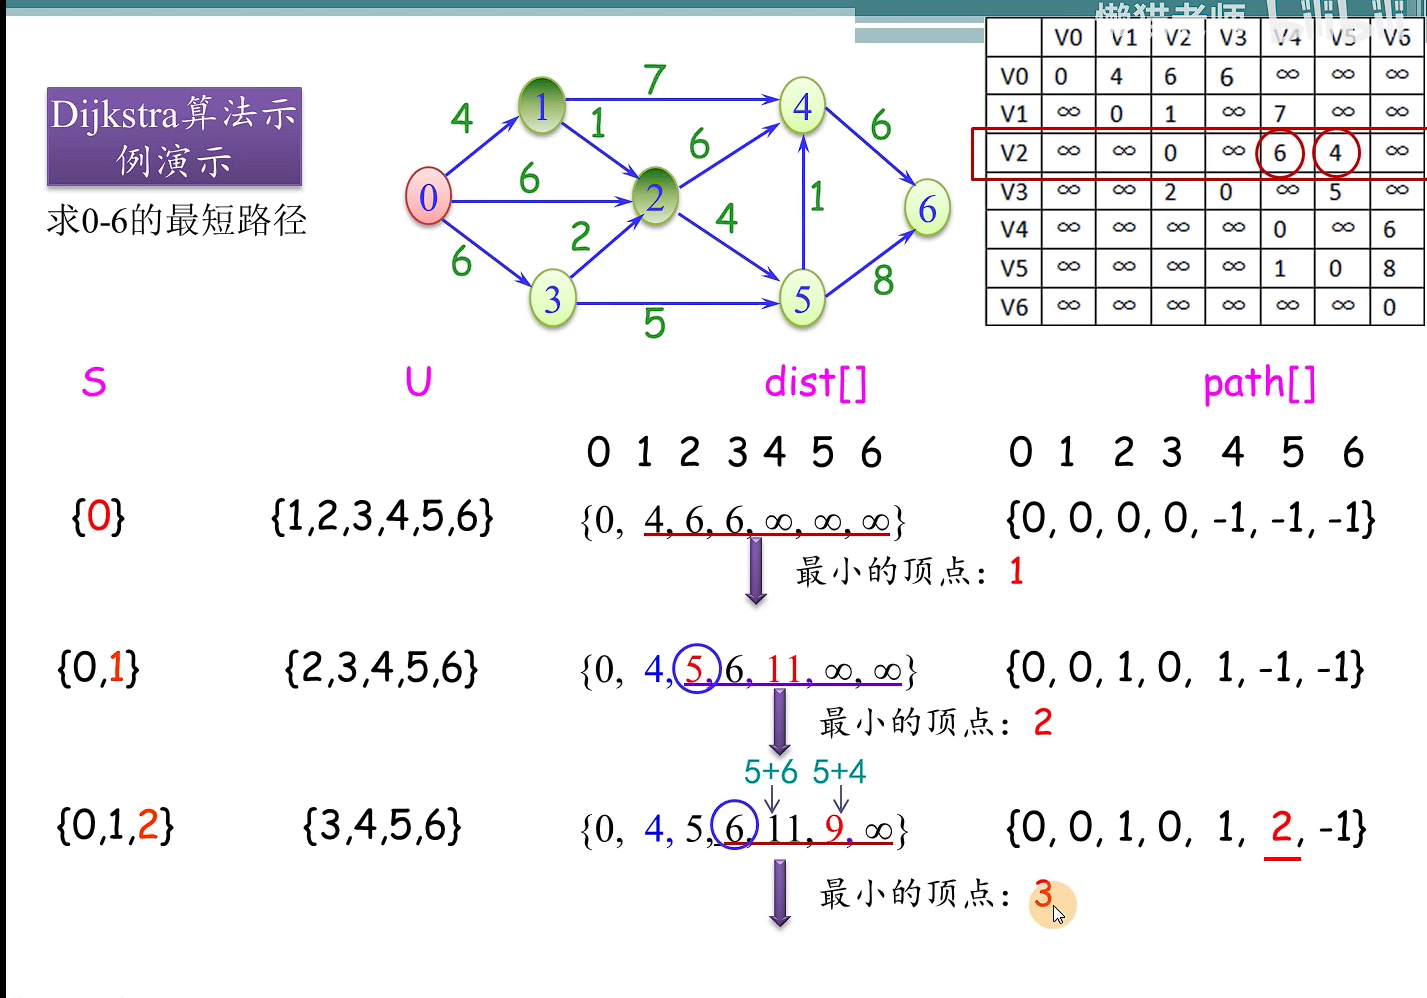 懒猫老师 bilibili
Dijkstra算法示
例演示
求0-6的最短路径
4
7
1
6
6
2
6
4
5
1
6
8
0
1
2
3
4
5
6
V0 V1 V2 V3 V4 V5 V6
V0 0 4 6 6 ∞ ∞ ∞
V1 ∞ 0 1 ∞ 7 ∞ ∞
V2 ∞ ∞ 0 ∞ 6 4 ∞
V3 ∞ ∞ 2 0 ∞ 5 ∞
V4 ∞ ∞ ∞ ∞ 0 ∞ 6
V5 ∞ ∞ ∞ ∞ 1 0 8
V6 ∞ ∞ ∞ ∞ ∞ ∞ 0
S U dist[] path[]
0 1 2 3 4 5 6 0 1 2 3 4 5 6
{0} {1,2,3,4,5,6} {0, 4, 6, 6, ∞, ∞, ∞} {0, 0, 0, 0, -1, -1, -1}
最小的顶点：1
{0,1} {2,3,4,5,6} {0, 4, 5, 6, 11, ∞, ∞} {0, 0, 1, 0, 1, -1, -1}
最小的顶点：2
5+6 5+4
{0,1,2} {3,4,5,6} {0, 4, 5, 6, 11, 9, ∞} {0, 0, 1, 0, 1, 2, -1}
最小的顶点：3